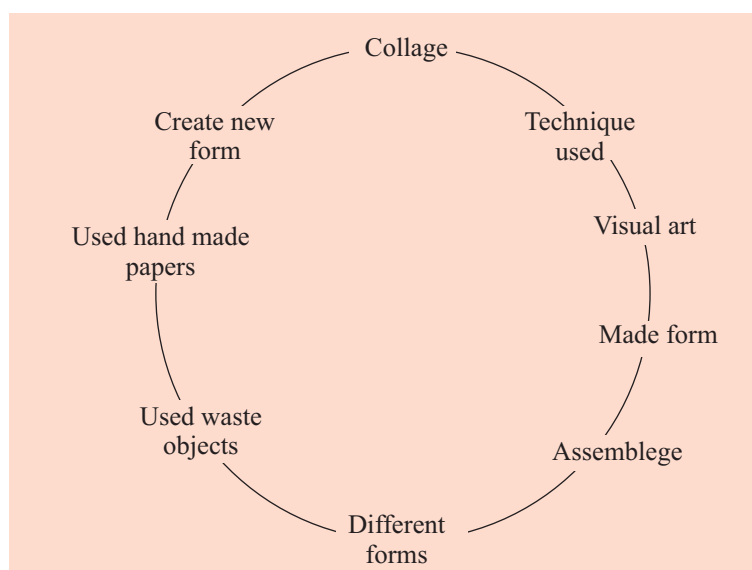 Collage
Technique
used
Visual art
Made form
Assemblege
Different
forms
Used waste
objects
Used hand made
papers
Create new
form